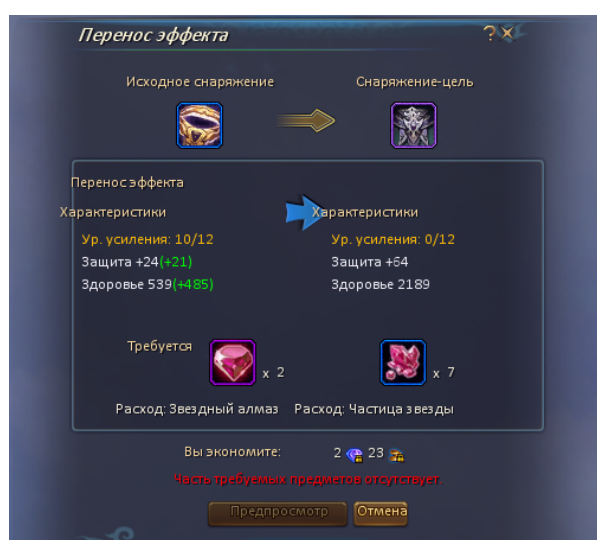 Перенос эффекта ?
Исходное снаряжение Снаряжение-цель
Перенос эффекта
Характеристики Характеристики
Ур. усиления: 10/12 Ур. усиления: 0/12
Защита +24(+21) Защита +64
Здоровье 539(+485) Здоровье 2189
Требуется x 2 x 7
Расход: Звездный алмаз Расход: Частица звезды
Вы экономите: 2 23
Часть требуемых предметов отсутствует.
Предпросмотр Отмена